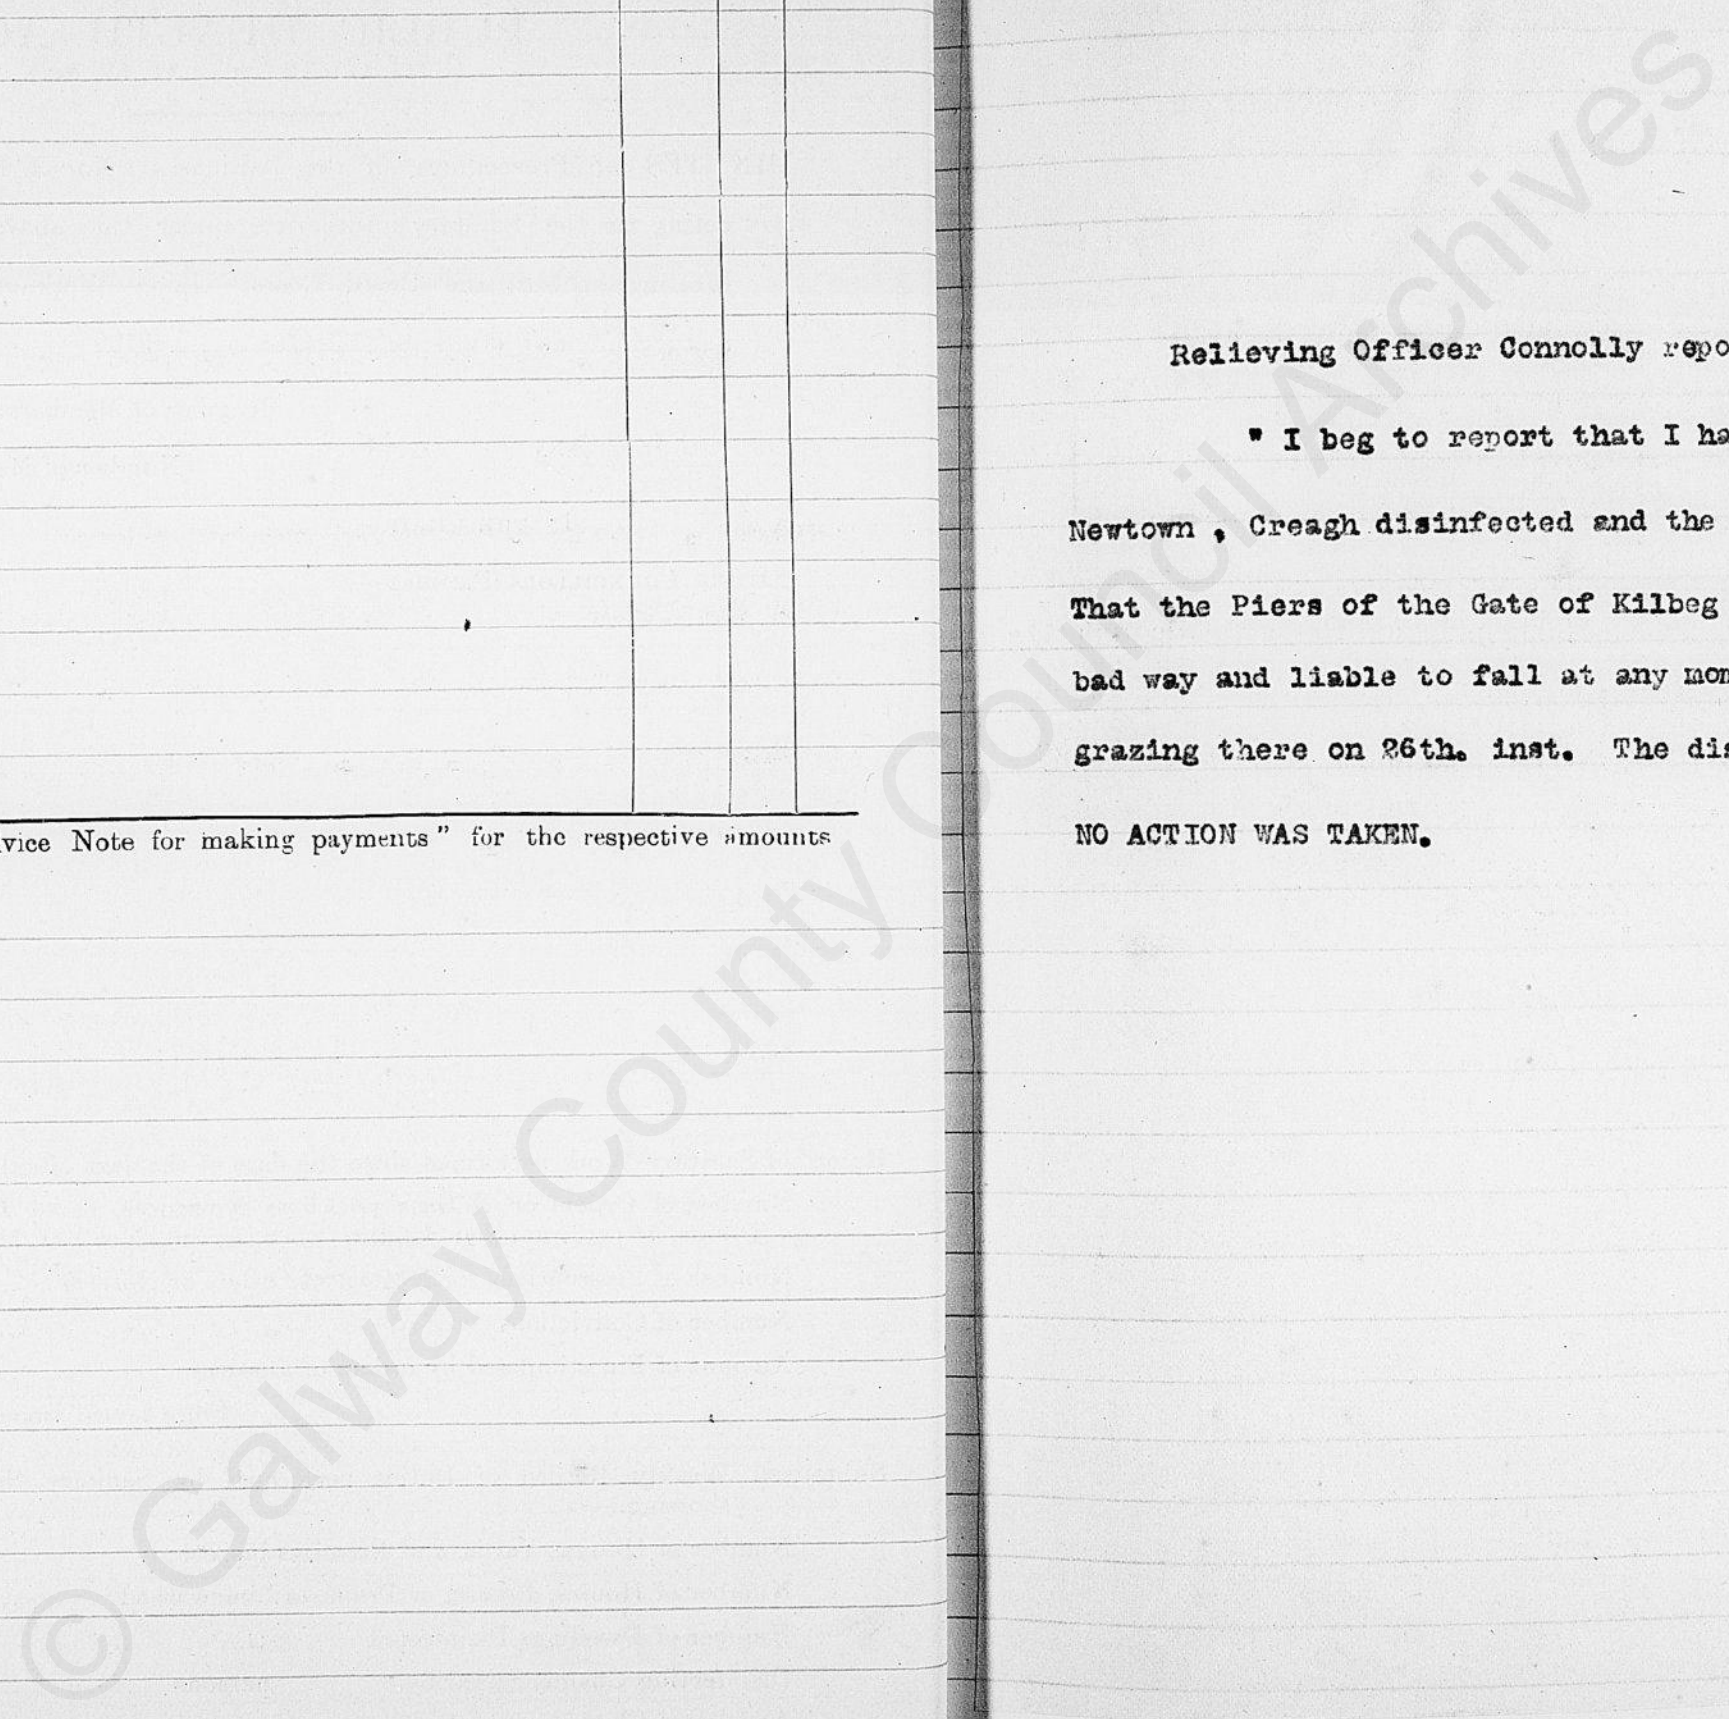 vice Note for making payments" for the respective amounts
Relieving Officer Connolly repo
" I beg to report that I ha
Newtown , Creagh disinfected and the
That the Piers of the Gate of Kilbeg
bad way and liable to fall at any mom
grazing there on 26th. inst. The dis
NO ACTION WAS TAKEN.
© Galway County Council Archives